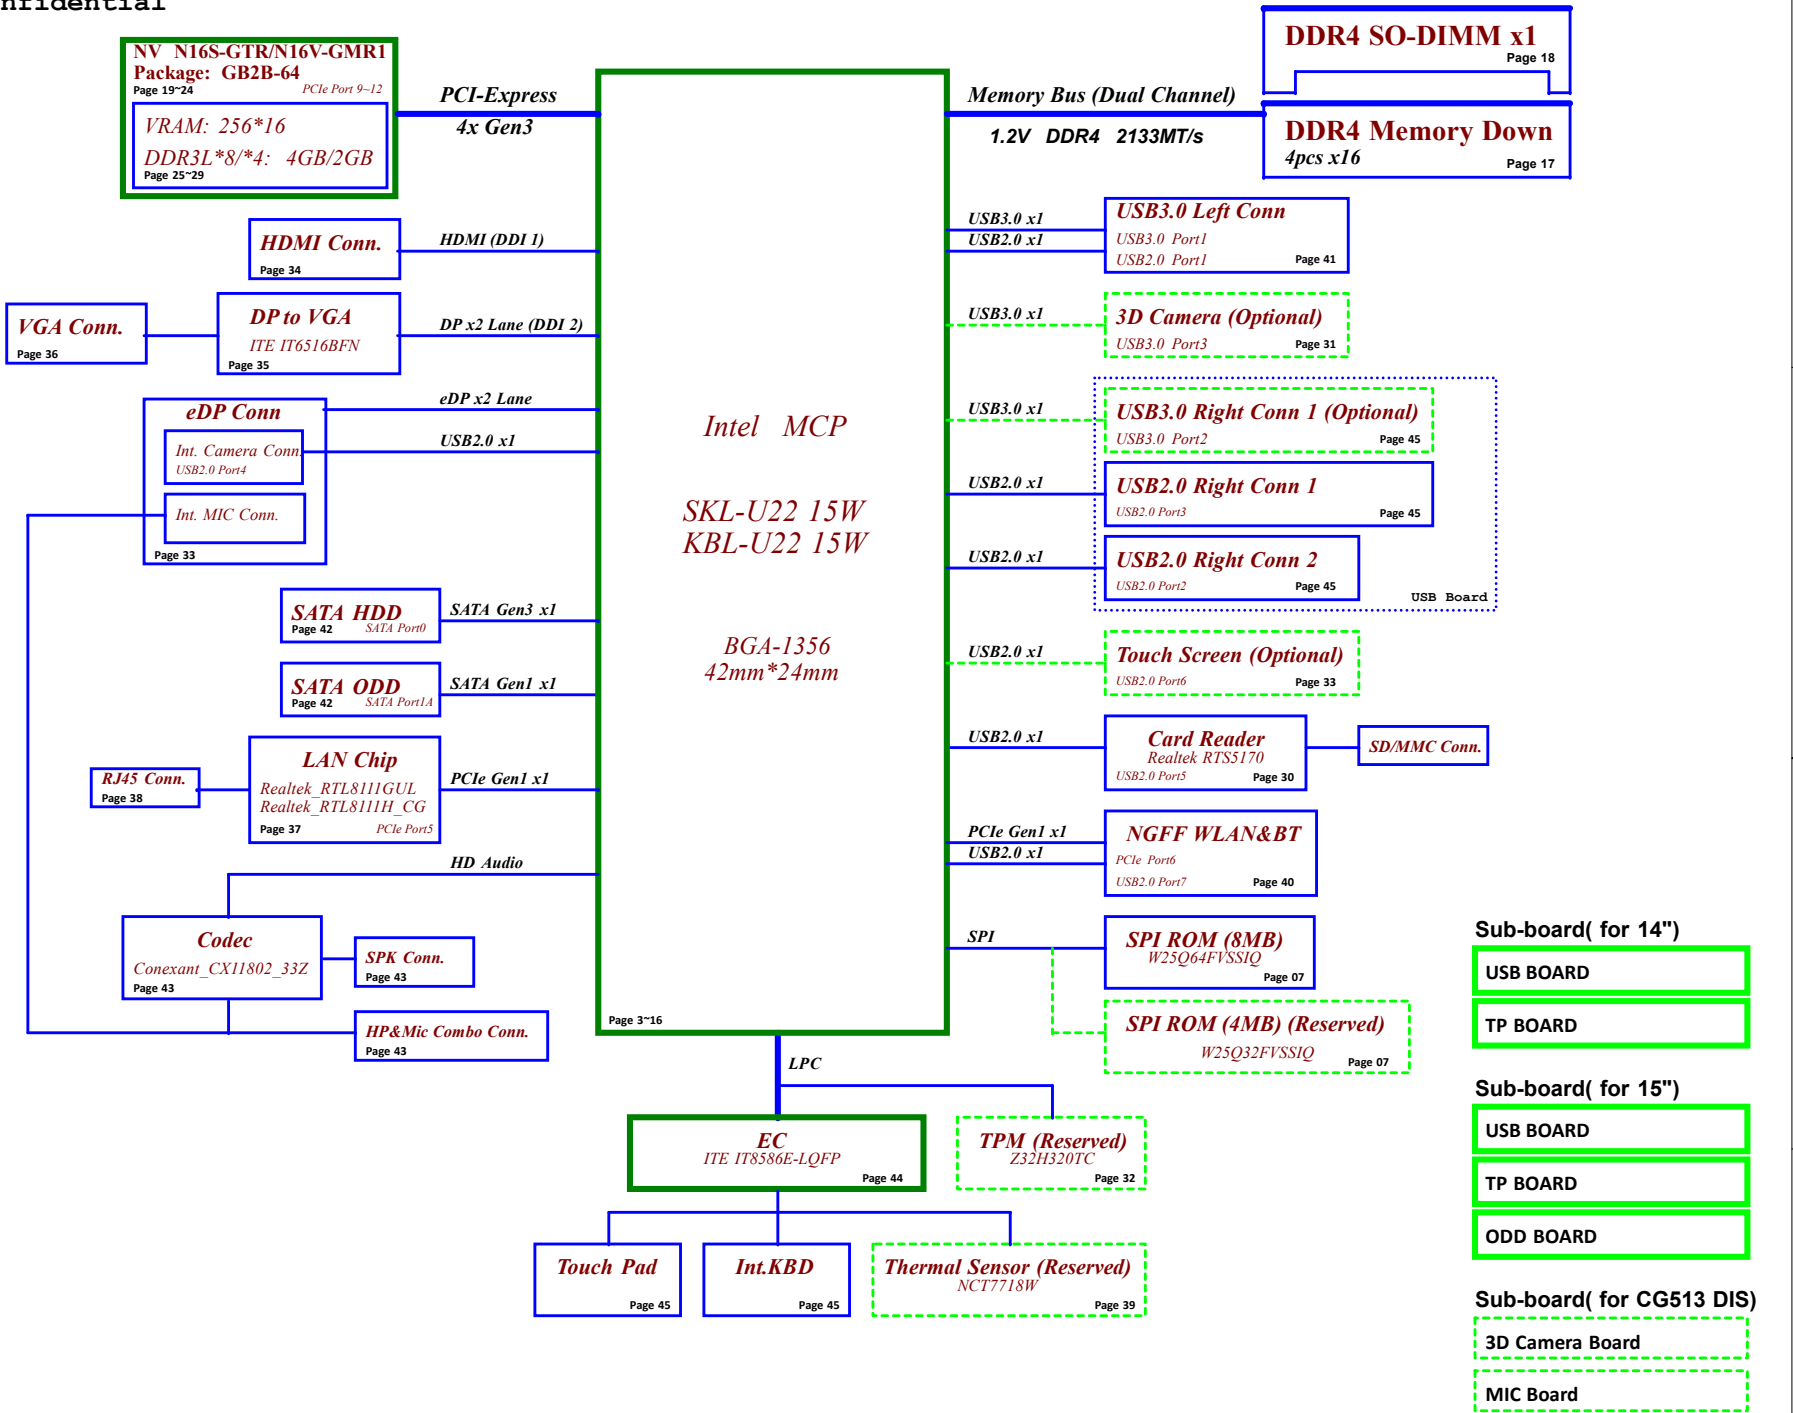 nfidential
NV N16S-GTR/N16V-GMR1
Package: GB2B-64
Page 19~24
PCIe Port 9~12
VRAM: 256*16
DDR3L*8/*4: 4GB/2GB
Page 25~29
PCI-Express
4x Gen3
HDMI Conn.
Page 34
HDMI (DDI 1)
VGA Conn.
Page 36
DP to VGA
ITE IT6516BFN
Page 35
DP x2 Lane (DDI 2)
eDP Conn
Int. Camera Conn.
USB2.0 Port4
Int. MIC Conn.
Page 33
eDP x2 Lane
USB2.0 x1
SATA HDD
Page 42
SATA Port0
SATA Gen3 x1
SATA ODD
Page 42
SATA Port1A
SATA Gen1 x1
RJ45 Conn.
Page 38
LAN Chip
Realtek_RTL8111GUL
Realtek_RTL8111H_CG
Page 37
PCIe Port5
PCIe Gen1 x1
HD Audio
Codec
Conexant_CX11802_33Z
Page 43
SPK Conn.
Page 43
HP&Mic Combo Conn.
Page 43
Intel MCP
SKL-U22 15W
KBL-U22 15W
BGA-1356
42mm*24mm
Page 3~16
LPC
EC
ITE IT8586E-LQFP
Page 44
TPM (Reserved)
Z32H320TC
Page 32
Touch Pad
Page 45
Int.KBD
Page 45
Thermal Sensor (Reserved)
NCT7718W
Page 39
Memory Bus (Dual Channel)
1.2V DDR4 2133MT/s
DDR4 SO-DIMM x1
Page 18
DDR4 Memory Down
4pcs x16
Page 17
USB3.0 x1
USB2.0 x1
USB3.0 Left Conn
USB3.0 Port1
USB2.0 Port1
Page 41
USB3.0 x1
3D Camera (Optional)
USB3.0 Port3
Page 31
USB3.0 x1
USB3.0 Right Conn 1 (Optional)
USB3.0 Port2
Page 45
USB2.0 x1
USB2.0 Right Conn 1
USB2.0 Port3
Page 45
USB2.0 x1
USB2.0 Right Conn 2
USB2.0 Port2
Page 45
USB Board
USB2.0 x1
Touch Screen (Optional)
USB2.0 Port6
Page 33
USB2.0 x1
Card Reader
Realtek RTS5170
USB2.0 Port5
Page 30
SD/MMC Conn.
PCIe Gen1 x1
USB2.0 x1
NGFF WLAN&BT
PCIe Port6
USB2.0 Port7
Page 40
SPI
SPI ROM (8MB)
W25Q64FVSSIQ
Page 07
SPI ROM (4MB) (Reserved)
W25Q32FVSSIQ
Page 07
Sub-board( for 14")
USB BOARD
TP BOARD
Sub-board( for 15")
USB BOARD
TP BOARD
ODD BOARD
Sub-board( for CG513 DIS)
3D Camera Board
MIC Board